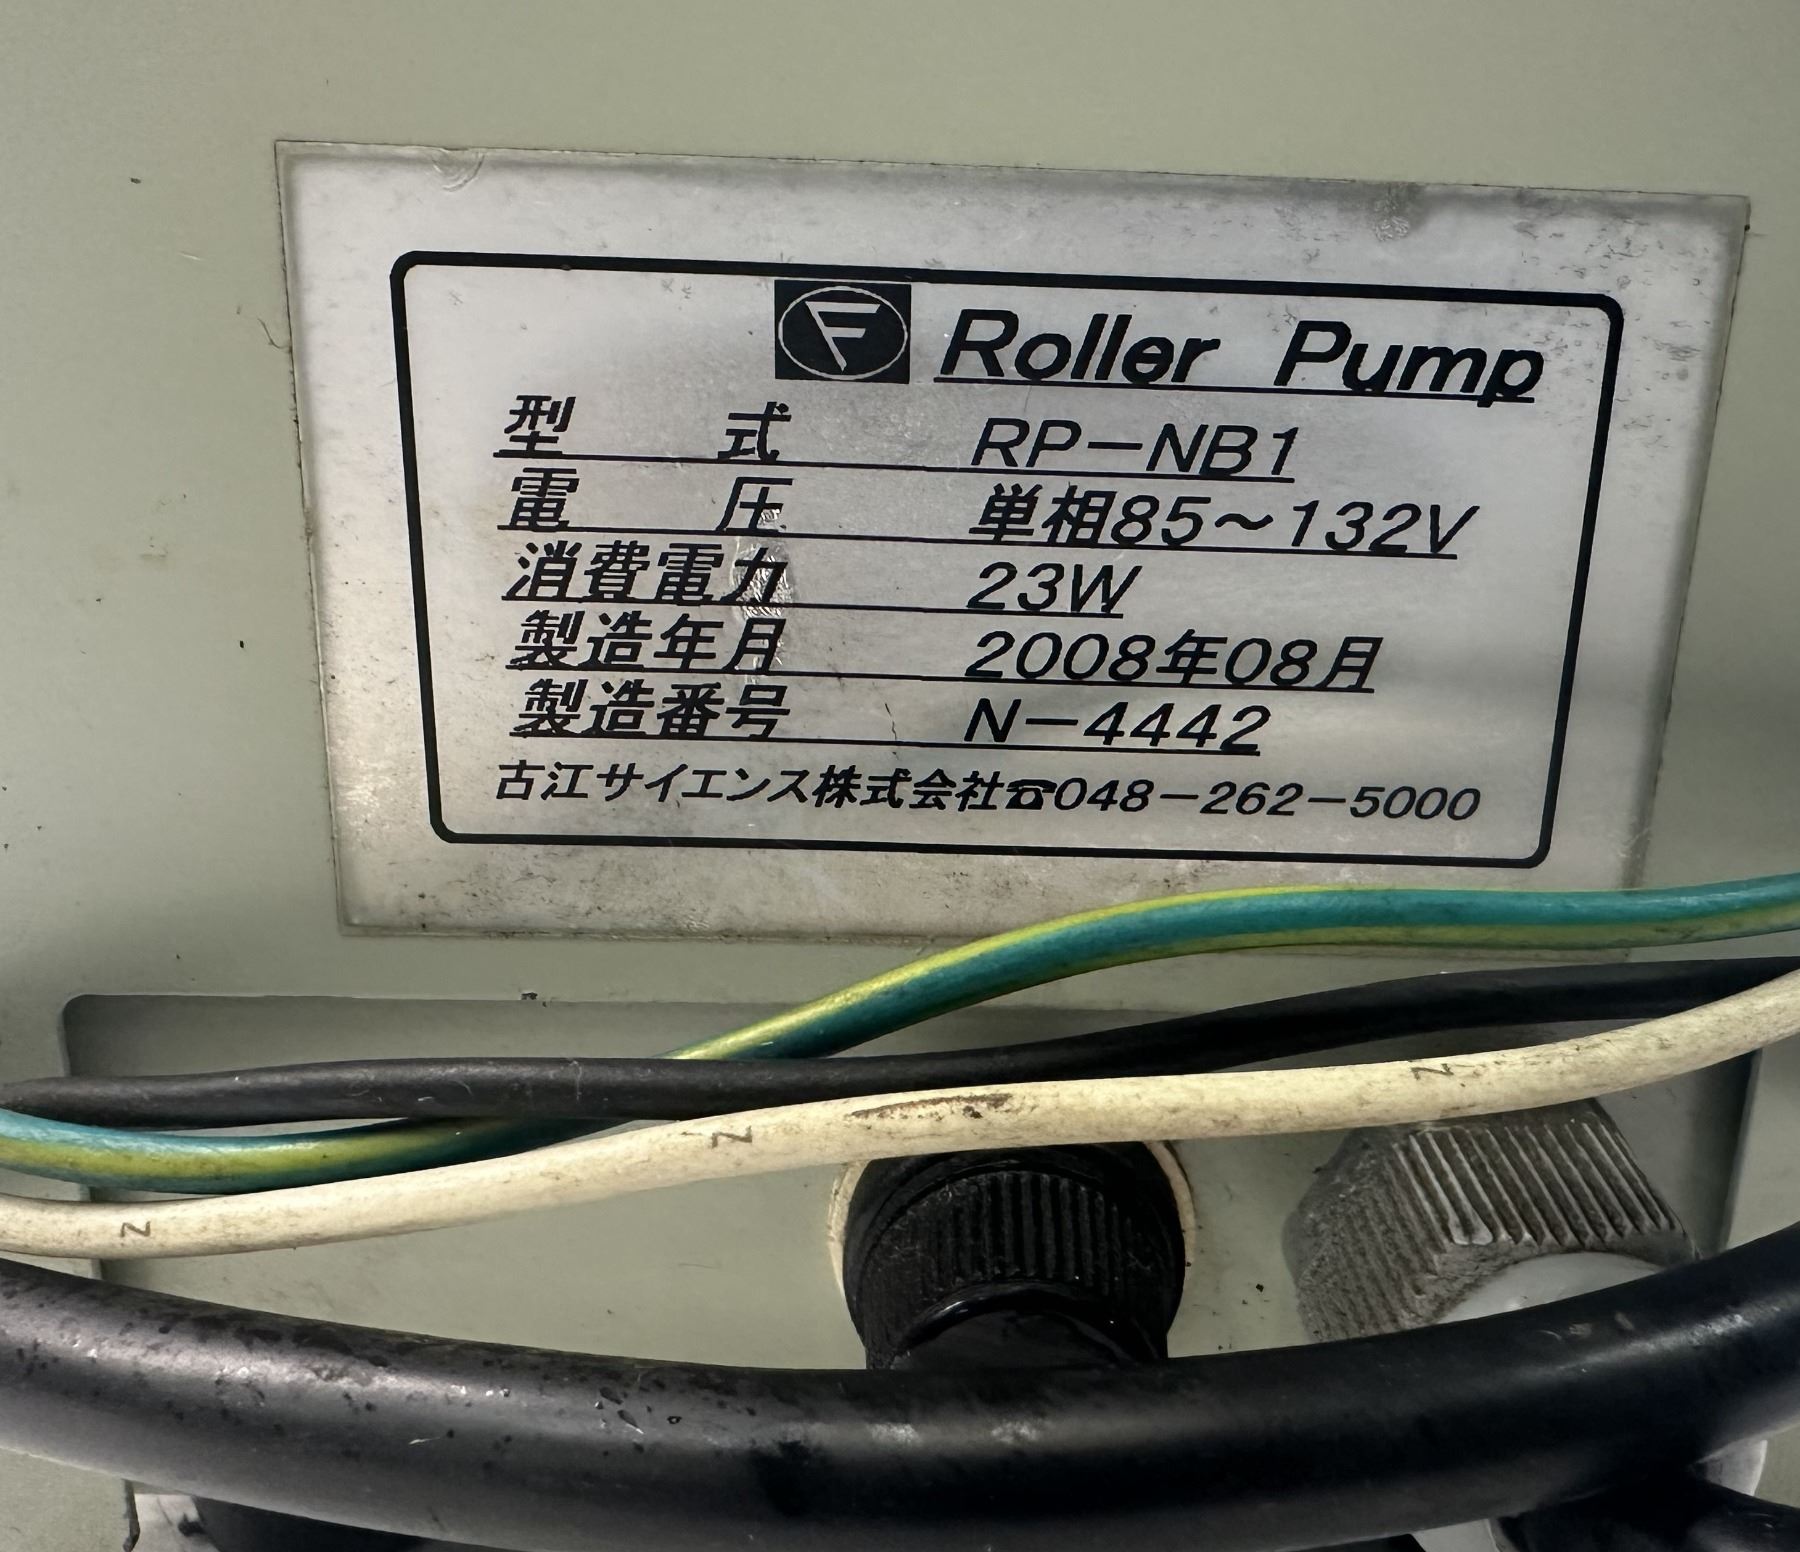 F Roller Pump
型式 RP-NB1
電圧 単相85～132V
消費電力 23W
製造年月 2008年08月
製造番号 N-4442
古江サイエンス株式会社☎048-262-5000
N N N